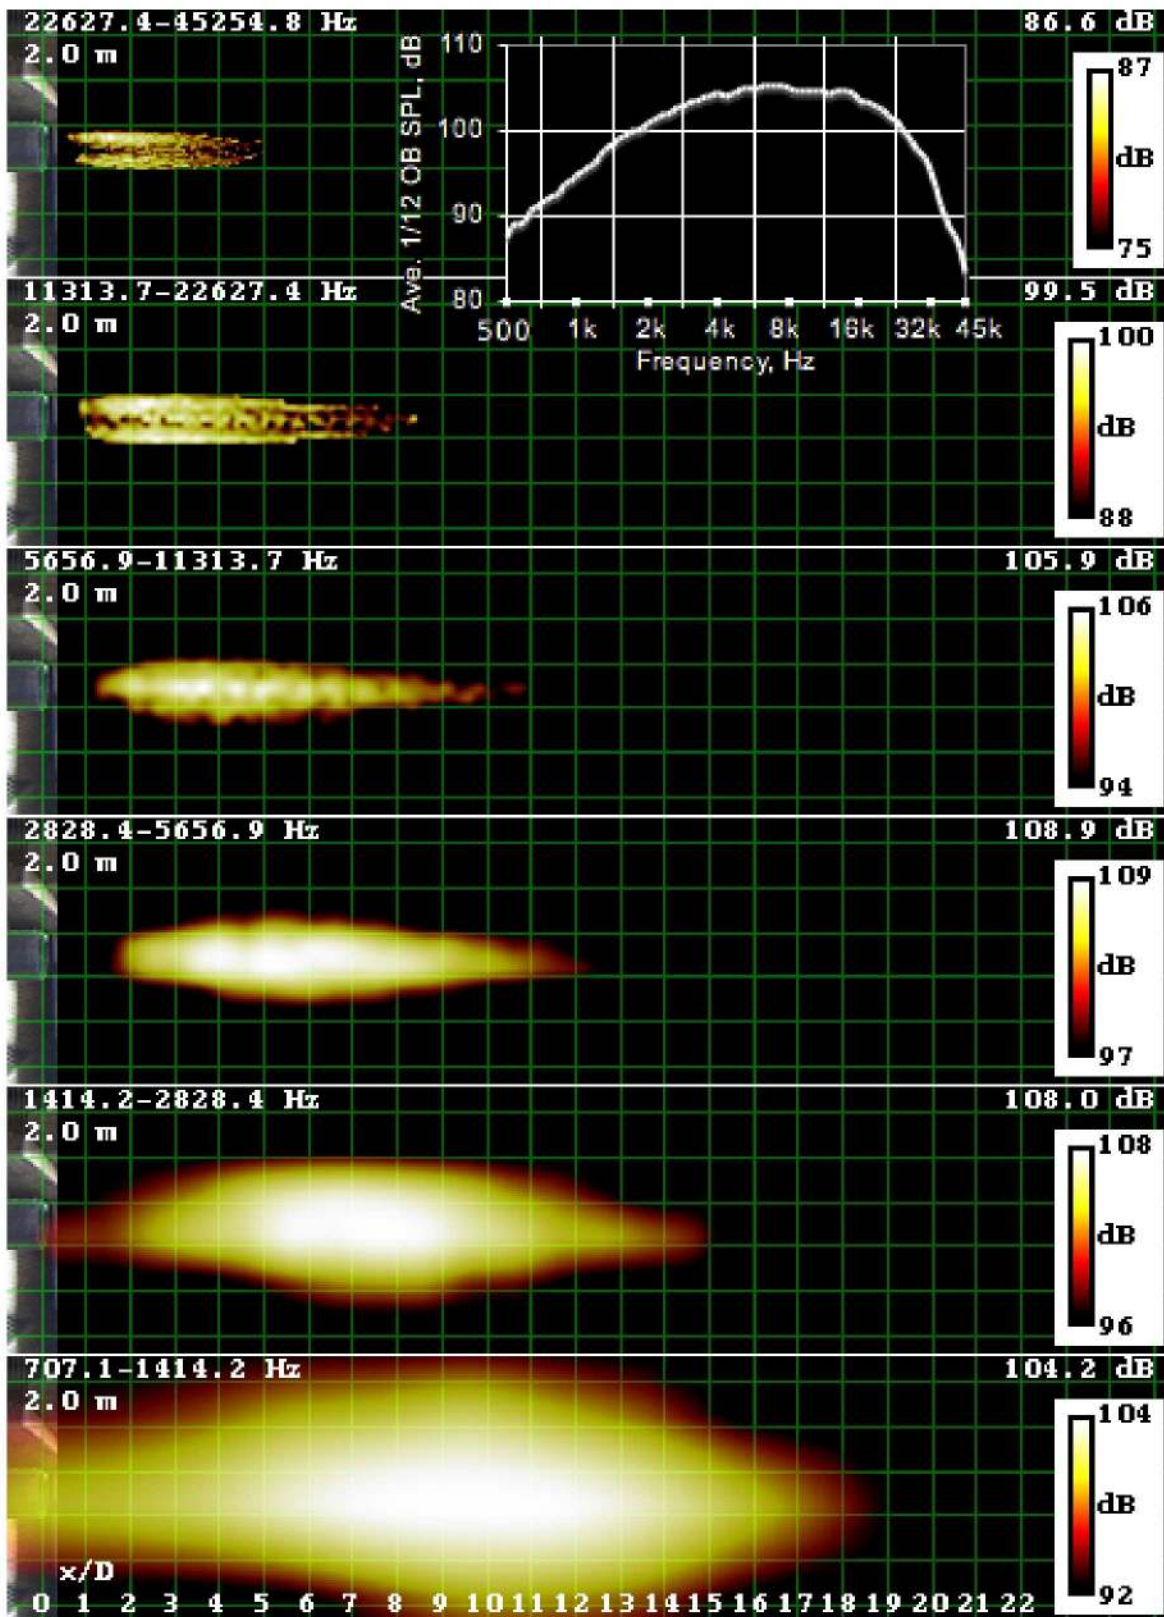 22627.4-45254.8 Hz
86.6 dB
2.0 m
87
dB
75
Ave. 1/12 OB SPL, dB
110
100
90
80
500 1k 2k 4k 8k 16k 32k 45k
Frequency, Hz
11313.7-22627.4 Hz
99.5 dB
2.0 m
100
dB
88
5656.9-11313.7 Hz
105.9 dB
2.0 m
106
dB
94
2828.4-5656.9 Hz
108.9 dB
2.0 m
109
dB
97
1414.2-2828.4 Hz
108.0 dB
2.0 m
108
dB
96
707.1-1414.2 Hz
104.2 dB
2.0 m
104
dB
92
x/D
0 1 2 3 4 5 6 7 8 9 10 11 12 13 14 15 16 17 18 19 20 21 22